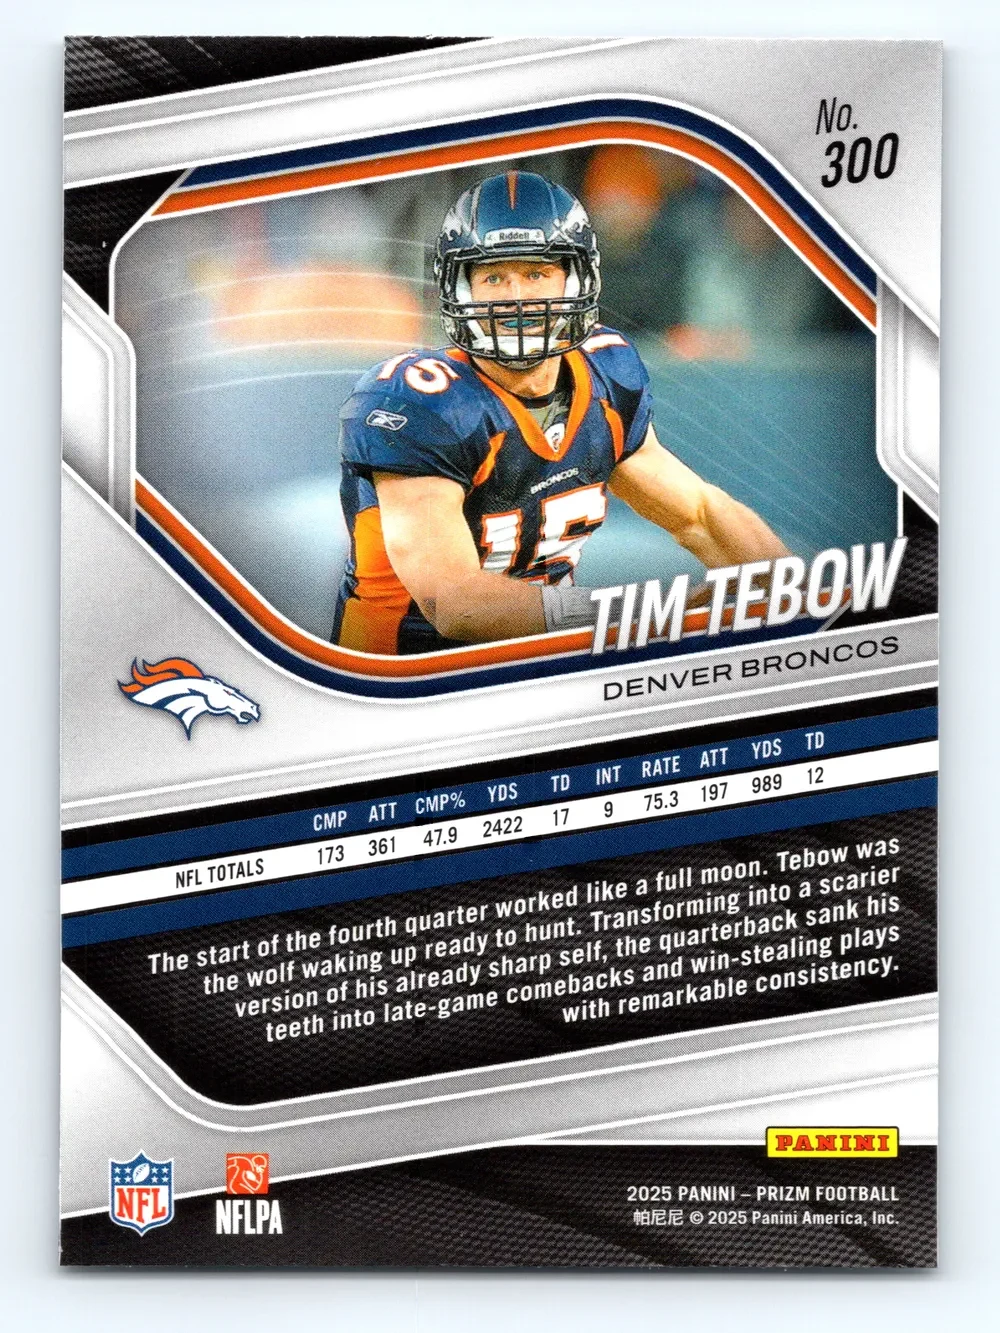 No.
300
Riddell
15
1
BRONCOS
15
TIM TEBOW
DENVER BRONCOS
CMP ATT CMP% YDS TD INT RATE ATT YDS TD
NFL TOTALS 173 361 47.9 2422 17 9 75.3 197 989 12
The start of the fourth quarter worked like a full moon. Tebow was
the wolf waking up ready to hunt. Transforming into a scarier
version of his already sharp self, the quarterback sank his
teeth into late-game comebacks and win-stealing plays
with remarkable consistency.
PANINI
NFL
NFLPA
2025 PANINI – PRIZM FOOTBALL
帕尼尼 © 2025 Panini America, Inc.